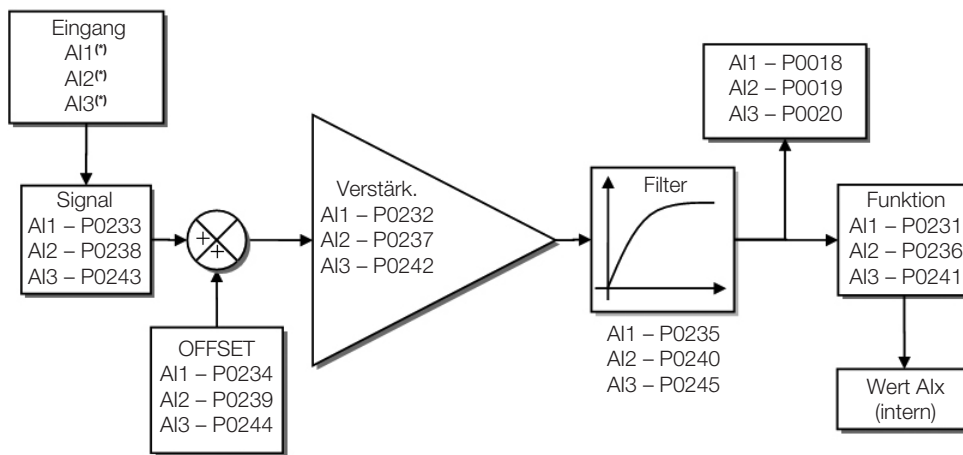 Eingang
AI1(*)
AI2(*)
AI3(*)
Signal
AI1 – P0233
AI2 – P0238
AI3 – P0243
+
+
OFFSET
AI1 – P0234
AI2 – P0239
AI3 – P0244
Verstärk.
AI1 – P0232
AI2 – P0237
AI3 – P0242
Filter
AI1 – P0235
AI2 – P0240
AI3 – P0245
AI1 – P0018
AI2 – P0019
AI3 – P0020
Funktion
AI1 – P0231
AI2 – P0236
AI3 – P0241
Wert AIx
(intern)